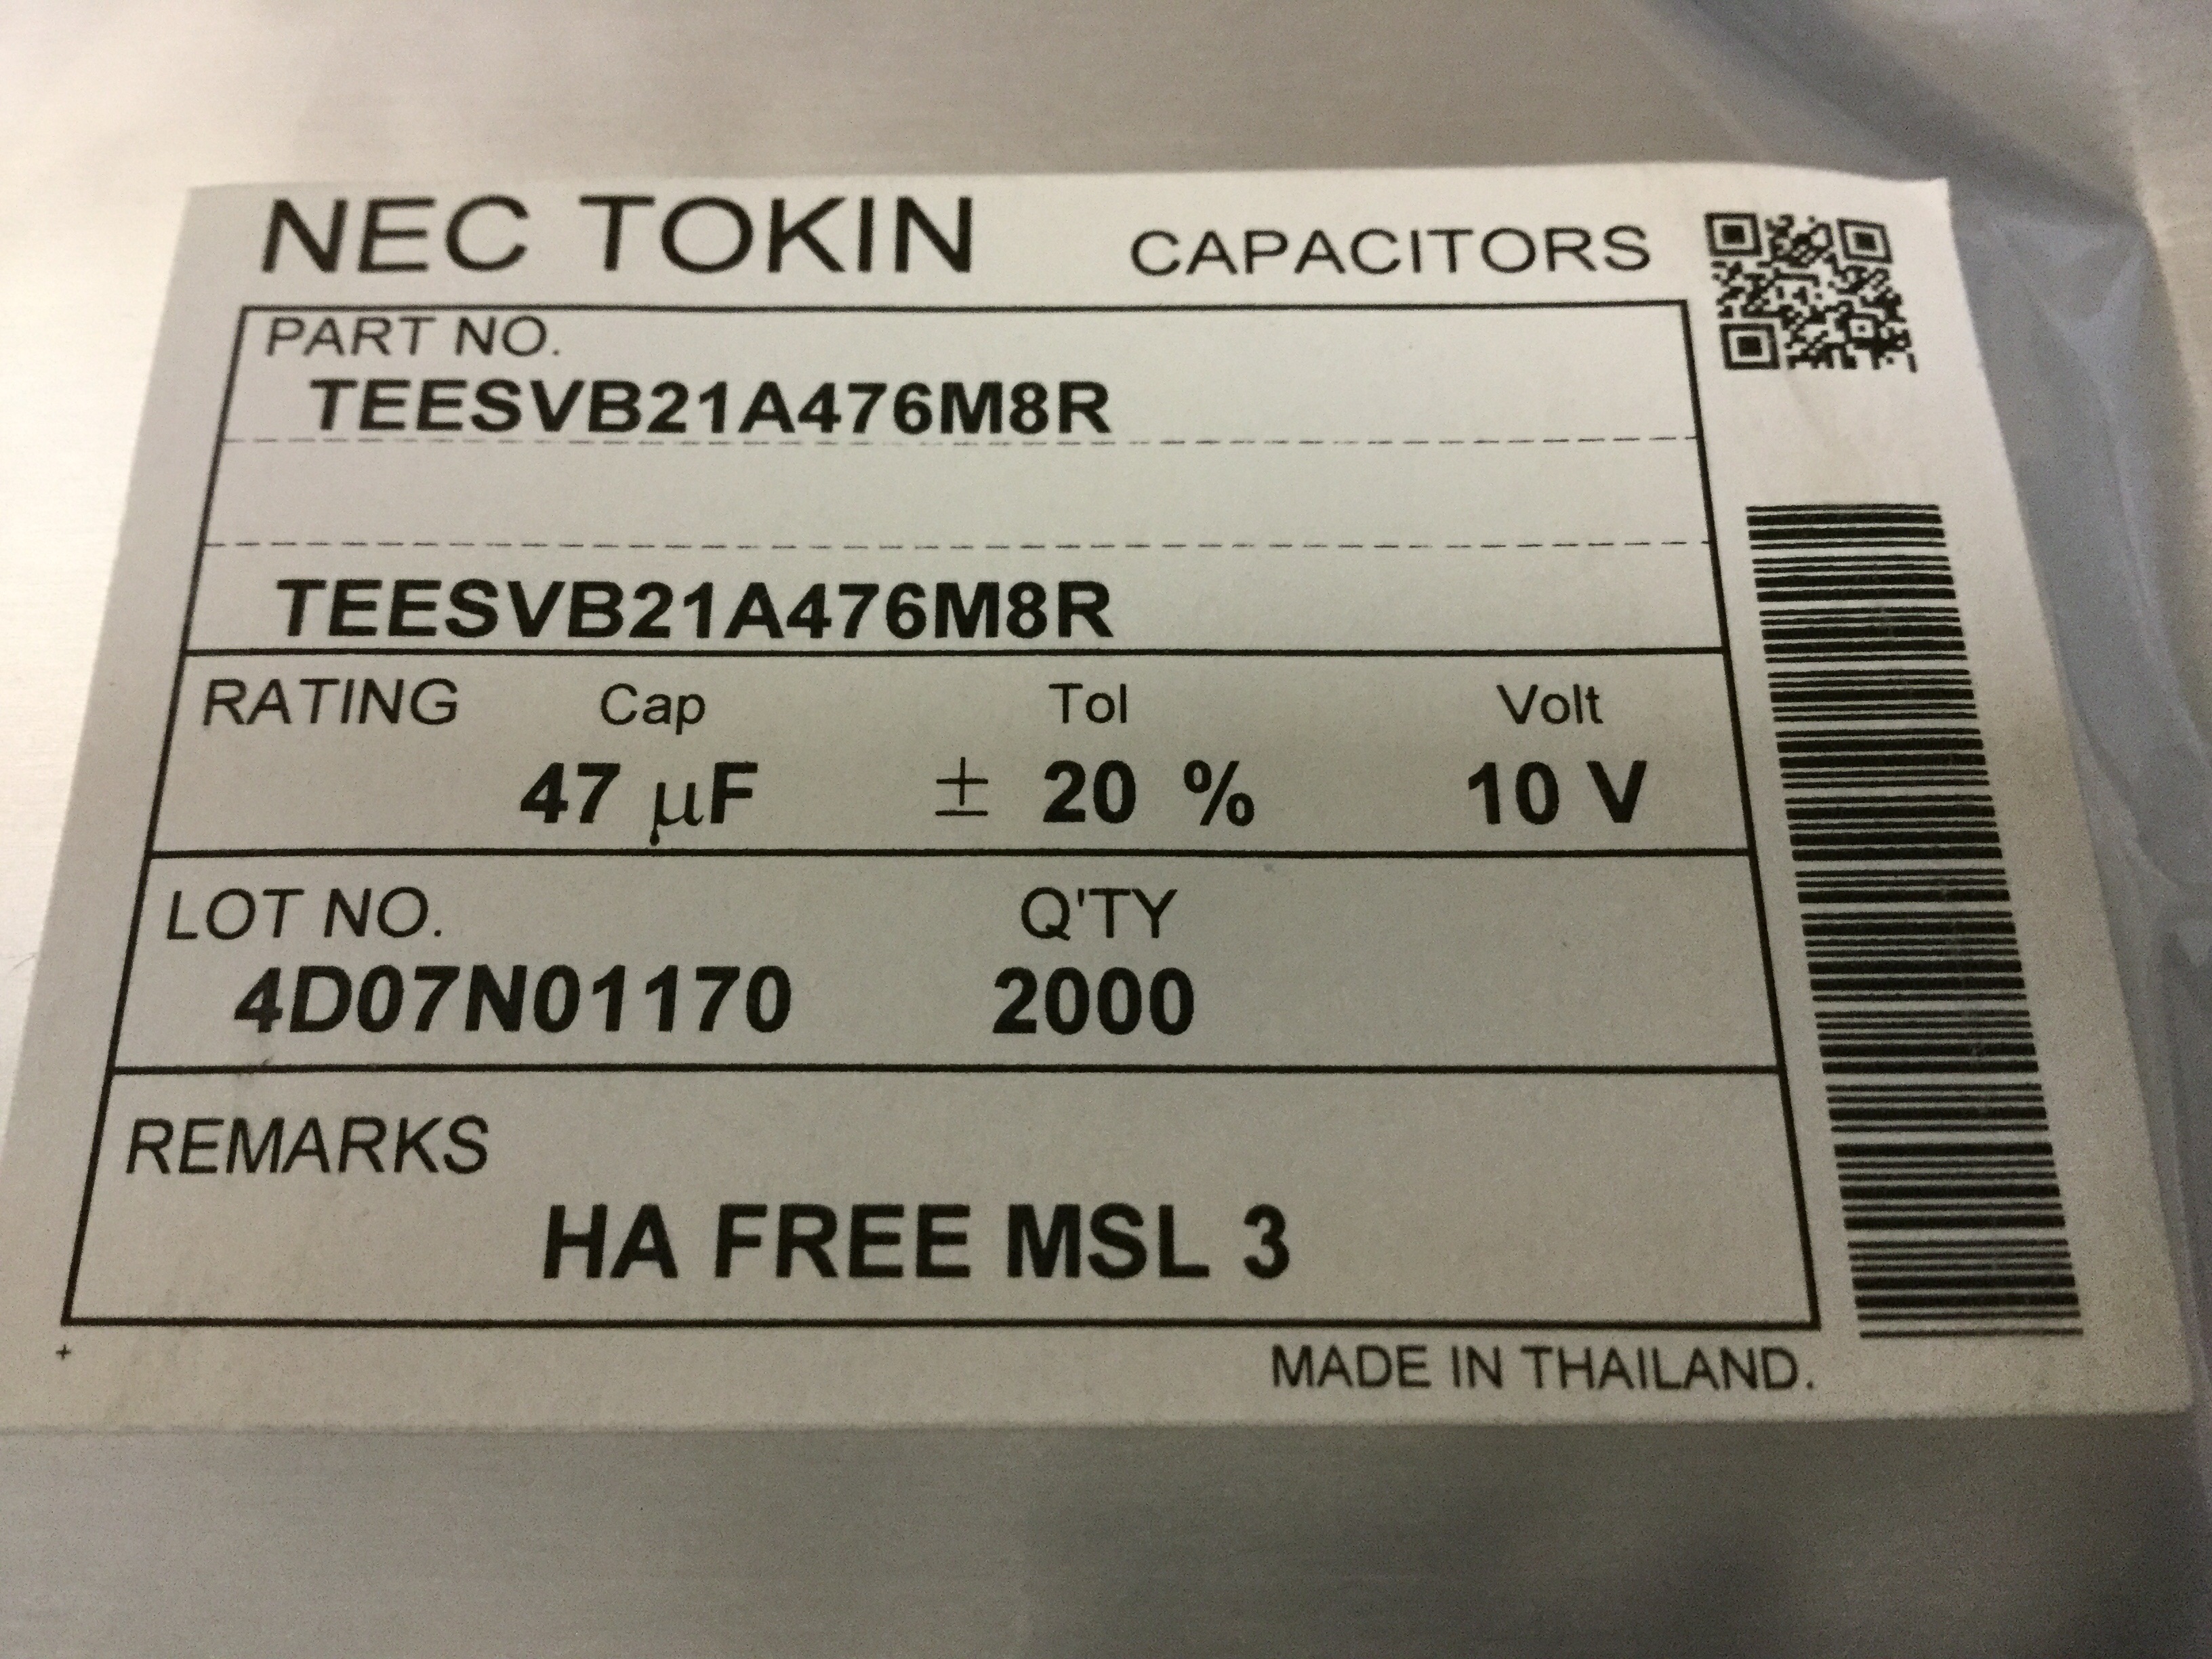 NEC TOKIN CAPACITORS
PART NO.
TEESVB21A476M8R
TEESVB21A476M8R
RATING Cap Tol Volt
47 μF ± 20 % 10 V
LOT NO. Q'TY
4D07N01170 2000
REMARKS
HA FREE MSL 3
MADE IN THAILAND.